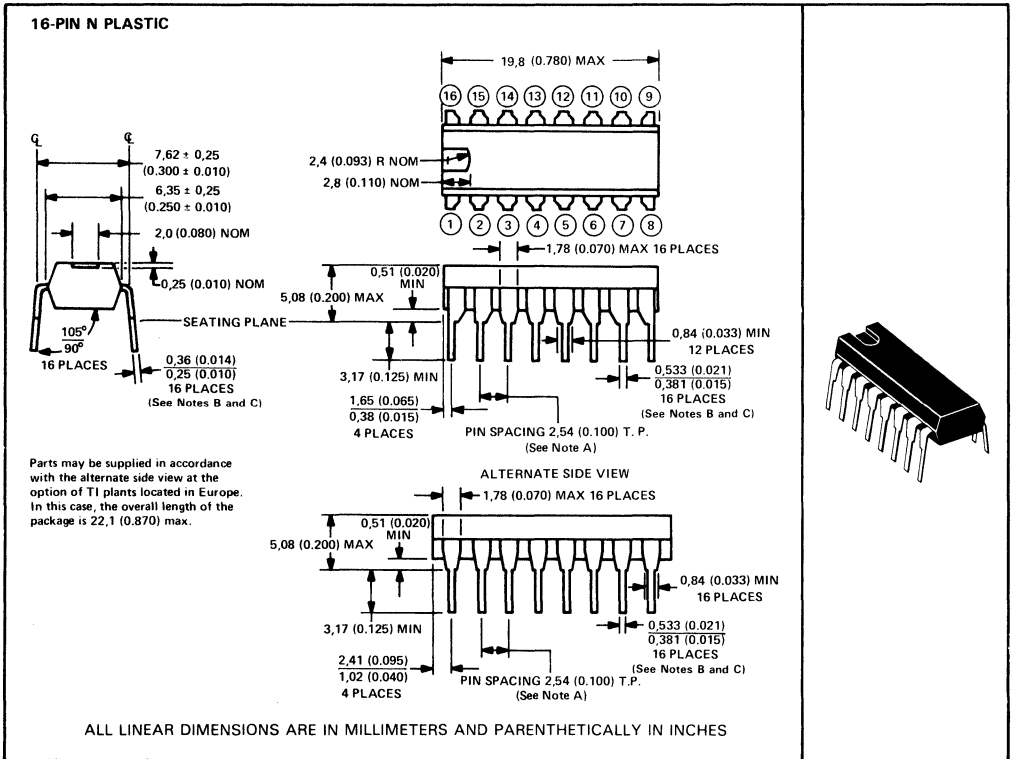 16-PIN N PLASTIC
19,8 (0.780) MAX
16 15 14 13 12 11 10 9
2,4 (0.093) R NOM
2,8 (0.110) NOM
1 2 3 4 5 6 7 8
℄ ℄
7,62 ± 0,25
(0.300 ± 0.010)
6,35 ± 0,25
(0.250 ± 0.010)
2,0 (0.080) NOM
0,25 (0.010) NOM
105°
90°
16 PLACES
0,36 (0.014)
0,25 (0.010)
16 PLACES
(See Notes B and C)
1,78 (0.070) MAX 16 PLACES
0,51 (0.020)
MIN
5,08 (0.200) MAX
SEATING PLANE
3,17 (0.125) MIN
0,84 (0.033) MIN
12 PLACES
0,533 (0.021)
0,381 (0.015)
16 PLACES
(See Notes B and C)
1,65 (0.065)
0,38 (0.015)
4 PLACES
PIN SPACING 2,54 (0.100) T. P.
(See Note A)
Parts may be supplied in accordance
with the alternate side view at the
option of TI plants located in Europe.
In this case, the overall length of the
package is 22,1 (0.870) max.
ALTERNATE SIDE VIEW
1,78 (0.070) MAX 16 PLACES
0,51 (0.020)
MIN
5,08 (0.200) MAX
3,17 (0.125) MIN
0,84 (0.033) MIN
16 PLACES
0,533 (0.021)
0,381 (0.015)
16 PLACES
(See Notes B and C)
2,41 (0.095)
1,02 (0.040)
4 PLACES
PIN SPACING 2,54 (0.100) T.P.
(See Note A)
ALL LINEAR DIMENSIONS ARE IN MILLIMETERS AND PARENTHETICALLY IN INCHES